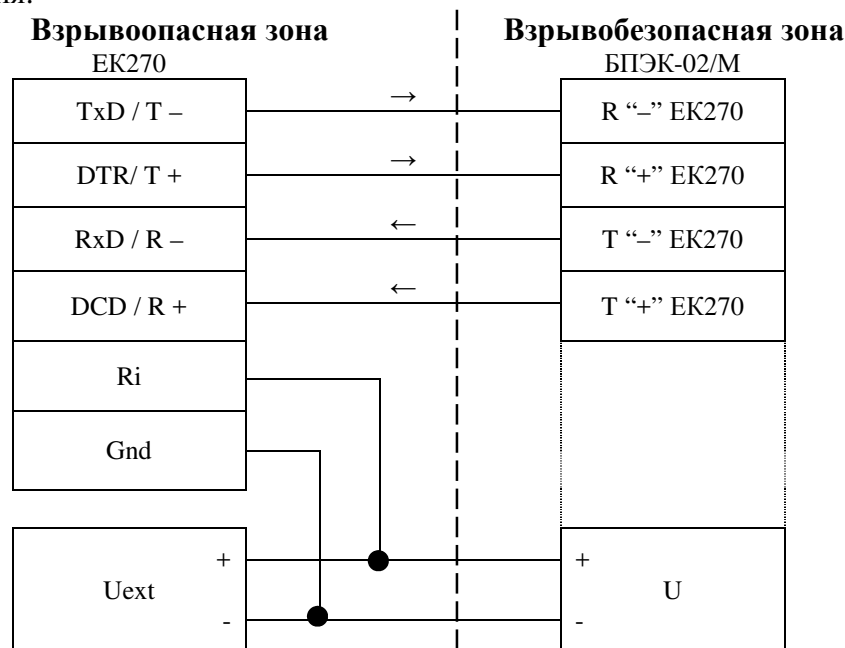 Взрывоопасная зона Взрывобезопасная зона
ЕК270 БПЭК-02/М
TxD / T – → R “–” ЕК270
DTR/ T + → R “+” ЕК270
RxD / R – ← T “–” ЕК270
DCD / R + ← T “+” ЕК270
Ri
Gnd
+ +
Uext U
- -